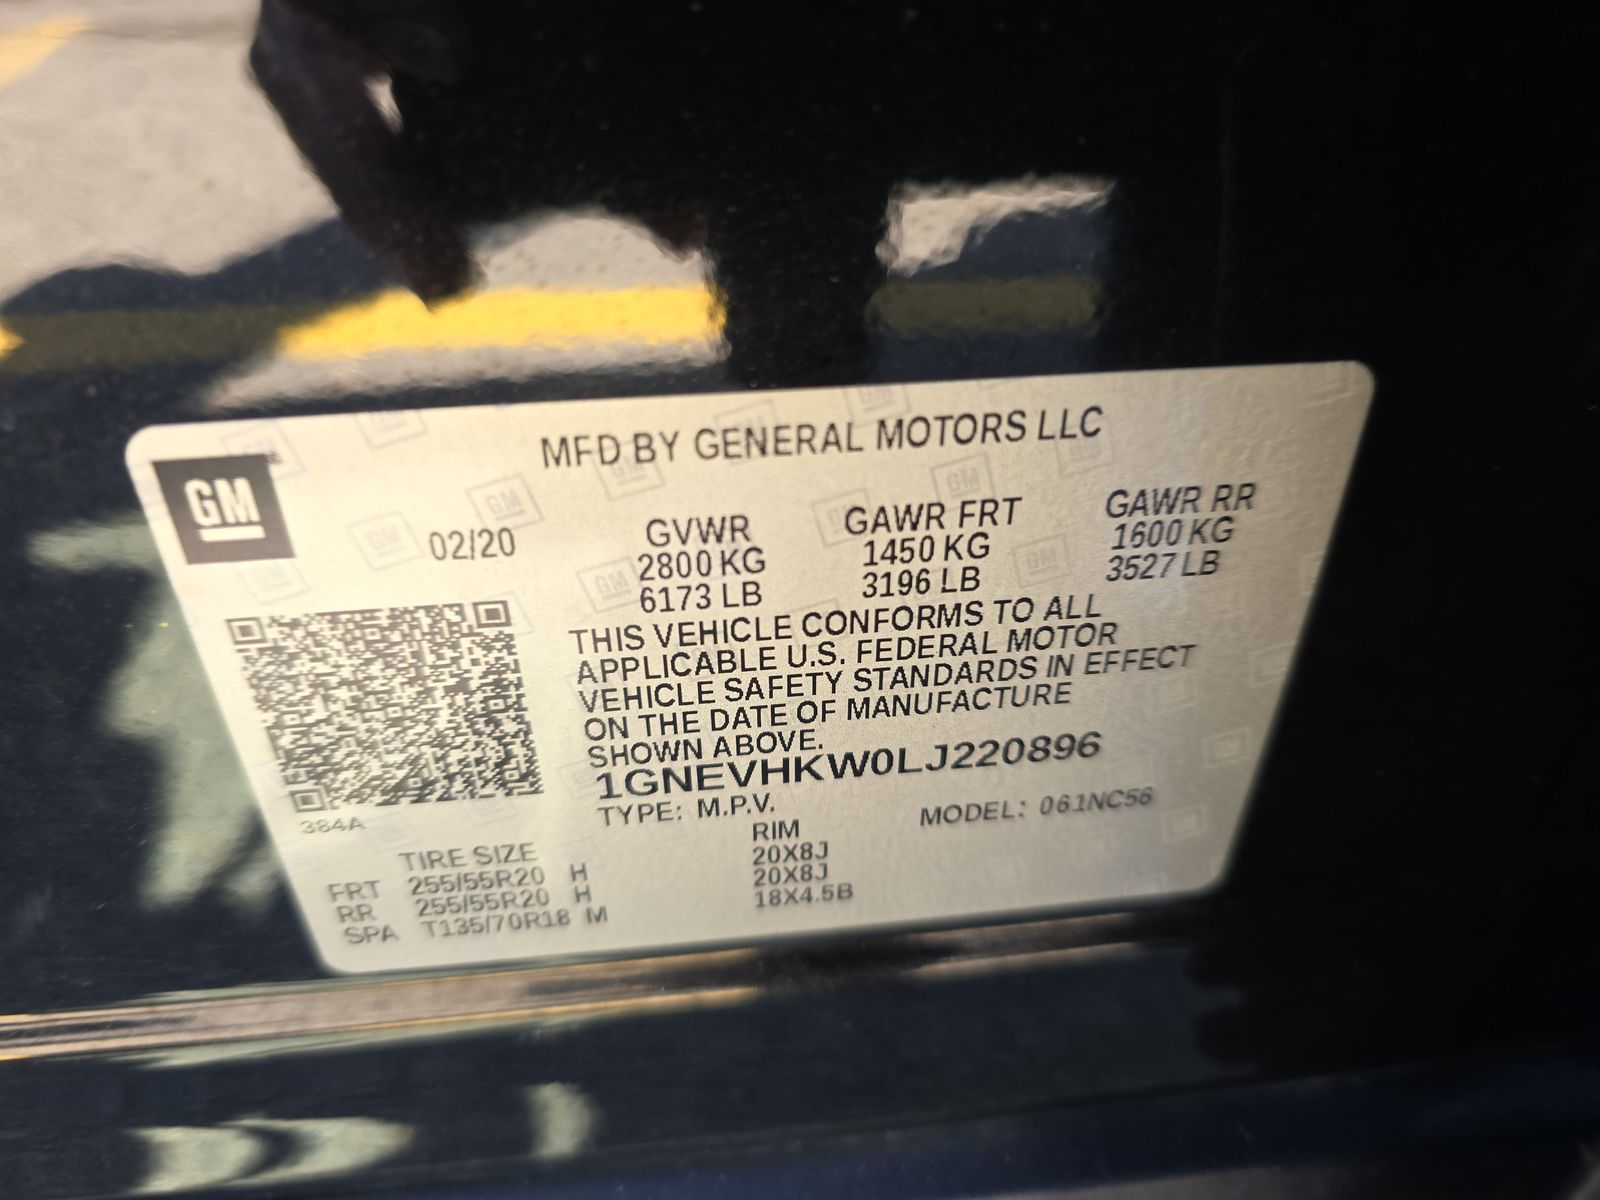 MFD BY GENERAL MOTORS LLC
GM
02/20
GVWR
2800 KG
6173 LB
GAWR FRT
1450 KG
3196 LB
GAWR RR
1600 KG
3527 LB
THIS VEHICLE CONFORMS TO ALL
APPLICABLE U.S. FEDERAL MOTOR
VEHICLE SAFETY STANDARDS IN EFFECT
ON THE DATE OF MANUFACTURE
SHOWN ABOVE.
1GNEVHKW0LJ220896
TYPE: M.P.V.
MODEL: 061NC56
384A
TIRE SIZE RIM
FRT 255/55R20 H 20X8J
RR 255/55R20 H 20X8J
SPA T135/70R18 M 18X4.5B